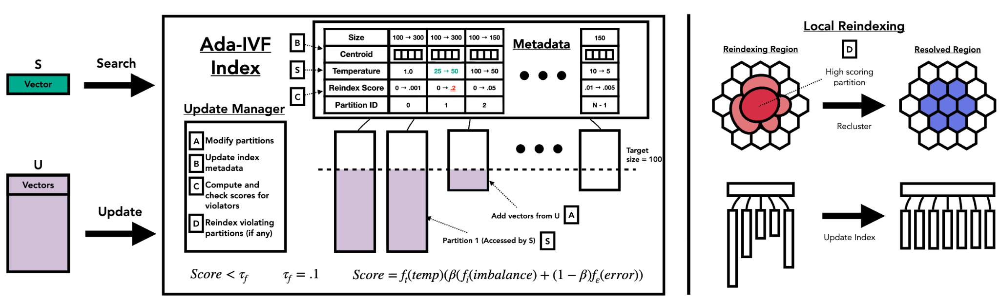 S
Vector
Search
U
Vectors
Update
Ada-IVF
Index
Update Manager
A Modify partitions
B Update index
metadata
C Compute and
check scores for
violators
D Reindex violating
partitions (if any)
B
S
C
Size 100 → 300 100 → 300 100 → 150 150
Centroid
Temperature 1.0 25 → 50 100 → 50 10 → 5
Reindex Score 0 → .001 0 → .2 0 → .05 .01 → .005
Partition ID 0 1 2 N - 1
Metadata
Target
size = 100
Add vectors from U A
Partition 1 (Accessed by S) S
Score < τf τf = .1 Score = ft(temp)(β(fi(imbalance) + (1 − β)fε(error))
Local Reindexing
Reindexing Region
D
Resolved Region
High scoring
partition
Recluster
Update Index